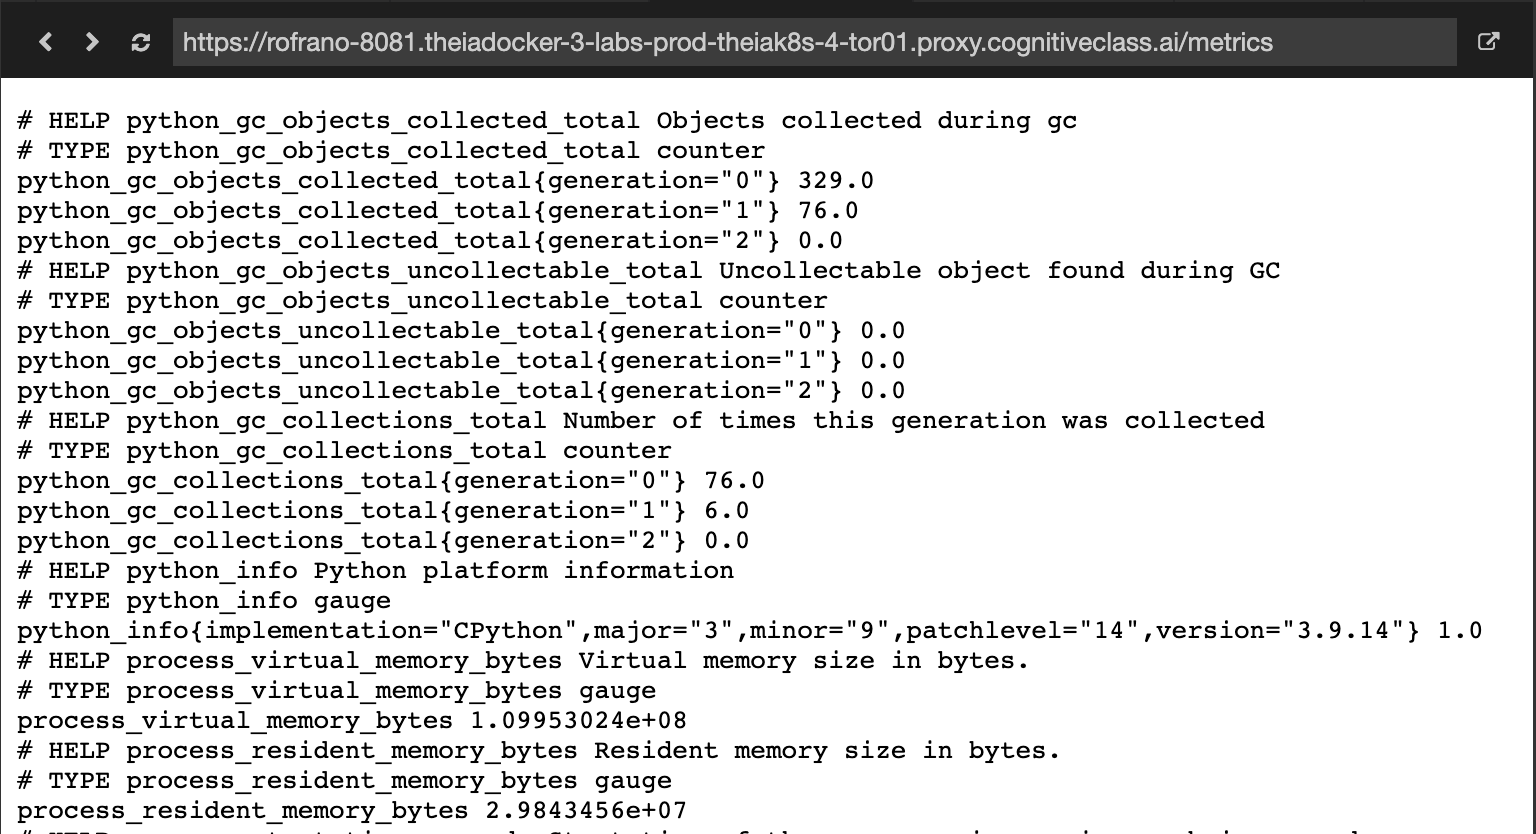 https://rofrano-8081.theiadocker-3-labs-prod-theiak8s-4-tor01.proxy.cognitiveclass.ai/metrics
# HELP python_gc_objects_collected_total Objects collected during gc
# TYPE python_gc_objects_collected_total counter
python_gc_objects_collected_total{generation="0"} 329.0
python_gc_objects_collected_total{generation="1"} 76.0
python_gc_objects_collected_total{generation="2"} 0.0
# HELP python_gc_objects_uncollectable_total Uncollectable object found during GC
# TYPE python_gc_objects_uncollectable_total counter
python_gc_objects_uncollectable_total{generation="0"} 0.0
python_gc_objects_uncollectable_total{generation="1"} 0.0
python_gc_objects_uncollectable_total{generation="2"} 0.0
# HELP python_gc_collections_total Number of times this generation was collected
# TYPE python_gc_collections_total counter
python_gc_collections_total{generation="0"} 76.0
python_gc_collections_total{generation="1"} 6.0
python_gc_collections_total{generation="2"} 0.0
# HELP python_info Python platform information
# TYPE python_info gauge
python_info{implementation="CPython",major="3",minor="9",patchlevel="14",version="3.9.14"} 1.0
# HELP process_virtual_memory_bytes Virtual memory size in bytes.
# TYPE process_virtual_memory_bytes gauge
process_virtual_memory_bytes 1.09953024e+08
# HELP process_resident_memory_bytes Resident memory size in bytes.
# TYPE process_resident_memory_bytes gauge
process_resident_memory_bytes 2.9843456e+07